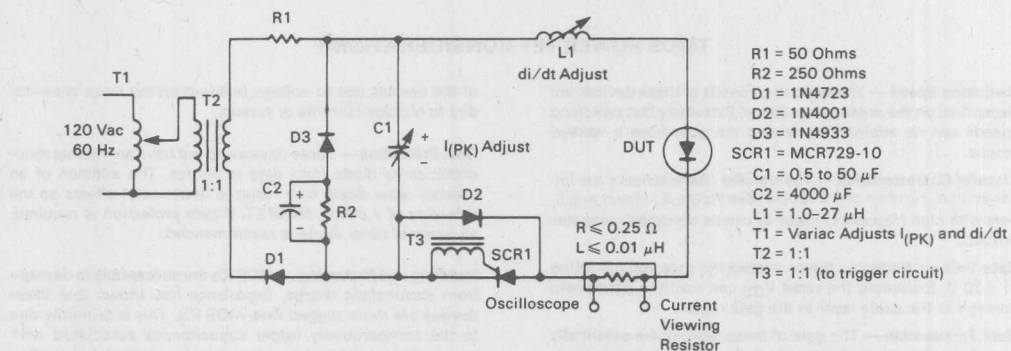 R1
L1
di/dt Adjust
T1
T2
120 Vac
60 Hz
1:1
D3
C1
+
I(PK) Adjust
DUT
C2
+
R2
D2
T3
SCR1
D1
R ⩽ 0.25 Ω
L ⩽ 0.01 μH
Oscilloscope
Current
Viewing
Resistor
R1 = 50 Ohms
R2 = 250 Ohms
D1 = 1N4723
D2 = 1N4001
D3 = 1N4933
SCR1 = MCR729-10
C1 = 0.5 to 50 μF
C2 ≈ 4000 μF
L1 = 1.0–27 μH
T1 = Variac Adjusts I(PK) and di/dt
T2 = 1:1
T3 = 1:1 (to trigger circuit)